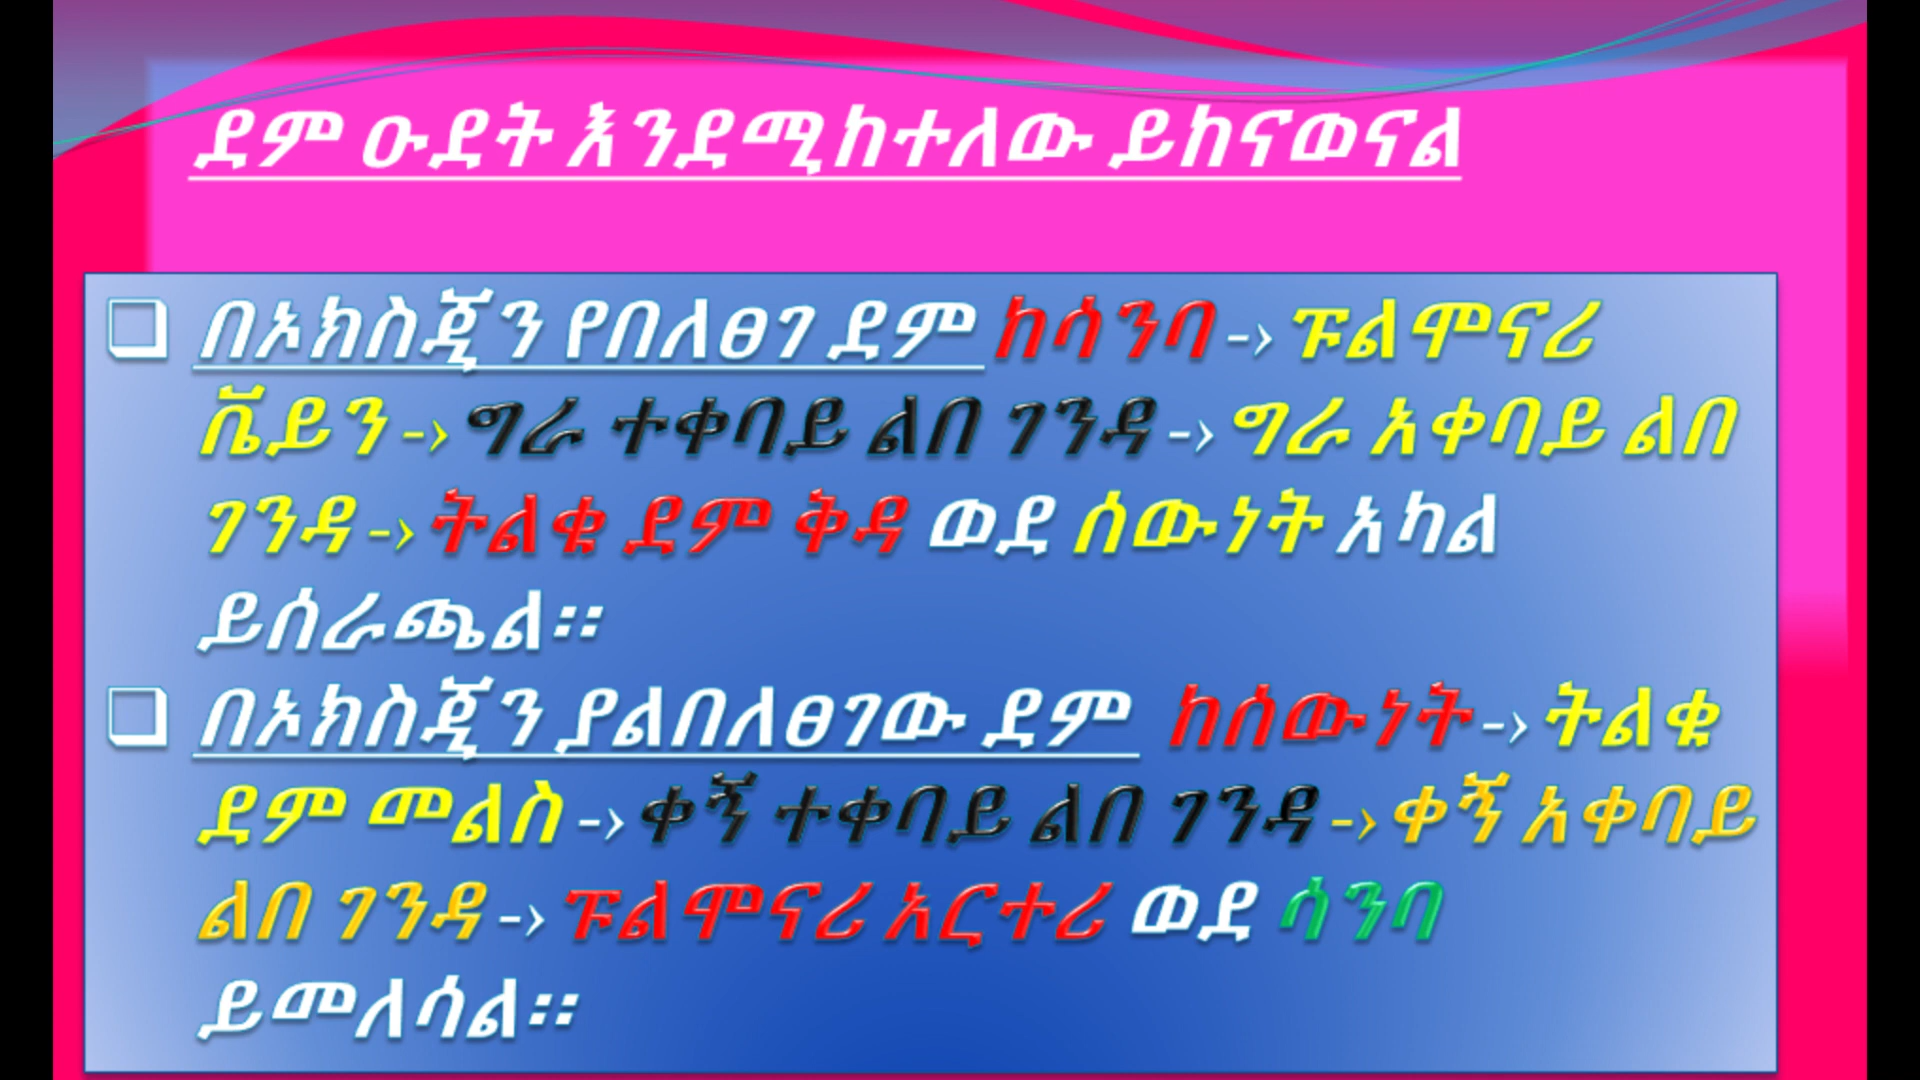 ደም ዑደት እንደሚከተለው ይከናወናል
በኦክስጂን የበለፀገ ደም ከሳንባ -› ፑልሞናሪ
ቬይን -› ግራ ተቀባይ ልበ ገንዳ -› ግራ አቀባይ ልበ
ገንዳ -› ትልቁ ደም ቅዳ ወደ ሰውነት አካል
ይሰራጫል፡፡
በኦክስጂን ያልበለፀገው ደም ከሰውነት -› ትልቁ
ደም መልስ -› ቀኝ ተቀባይ ልበ ገንዳ -› ቀኝ አቀባይ
ልበ ገንዳ -› ፑልሞናሪ አርተሪ ወደ ሳንባ
ይመለሳል፡፡